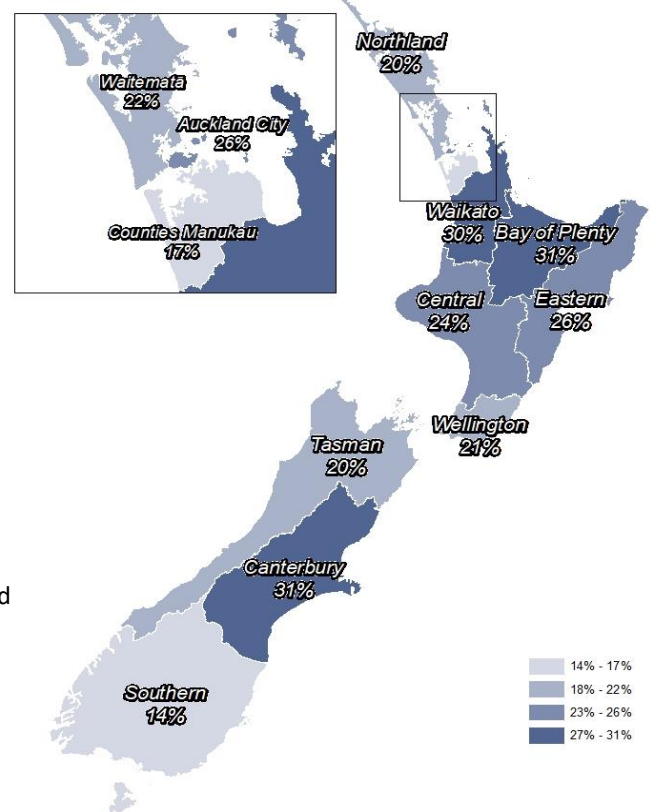 Northland
20%
Waitematā
22%
Auckland City
26%
Counties Manukau
17%
Waikato
30%
Bay of Plenty
31%
Central
24%
Eastern
26%
Wellington
21%
Tasman
20%
Canterbury
31%
d
Southern
14%
14% - 17%
18% - 22%
23% - 26%
27% - 31%